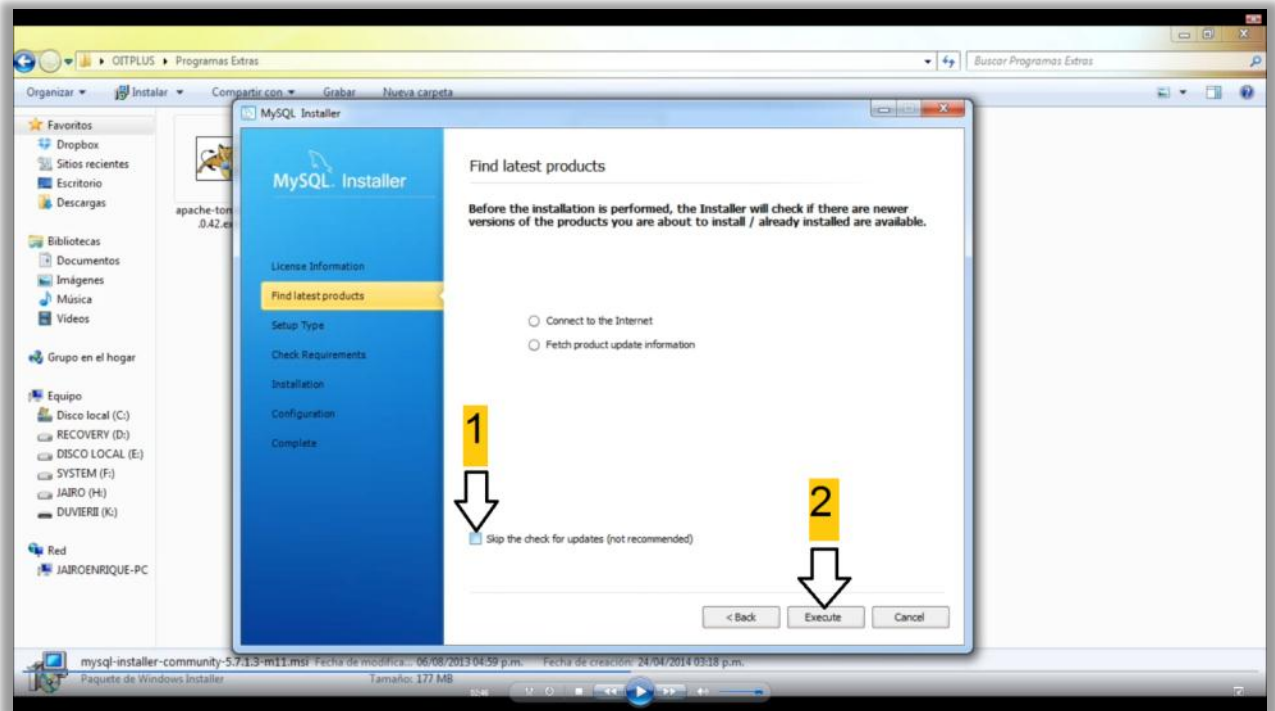 OITPLUS ▸ Programas Extras
Buscar Programas Extras
Organizar
Instalar
Compartir con
Grabar
Nueva carpeta
Favoritos
Dropbox
Sitios recientes
Escritorio
Descargas
Bibliotecas
Documentos
Imágenes
Música
Vídeos
Grupo en el hogar
Equipo
Disco local (C:)
RECOVERY (D:)
DISCO LOCAL (E:)
SYSTEM (F:)
JAIRO (H:)
DUVIERII (K:)
Red
JAIROENRIQUE-PC
apache-tom
.0.42.ex
MySQL Installer
MySQL. Installer
License Information
Find latest products
Setup Type
Check Requirements
Installation
Configuration
Complete
Find latest products
Before the installation is performed, the Installer will check if there are newer
versions of the products you are about to install / already installed are available.
Connect to the Internet
Fetch product update information
1
Skip the check for updates (not recommended)
2
< Back
Execute
Cancel
mysql-installer-community-5.7.1.3-m11.msi Fecha de modifica... 06/08/2013 04:59 p.m. Fecha de creación: 24/04/2014 03:18 p.m.
Paquete de Windows Installer Tamaño: 177 MB
02:46